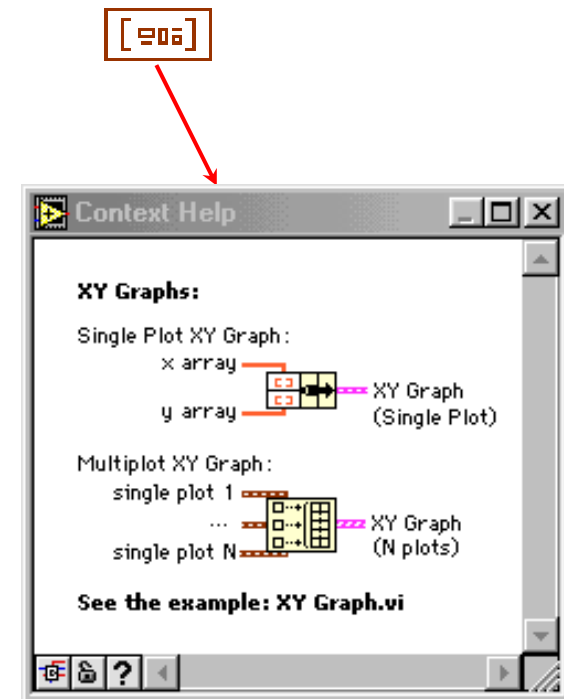 Context Help
XY Graphs:
Single Plot XY Graph:
x array
XY Graph
y array
(Single Plot)
Multiplot XY Graph:
single plot 1
... XY Graph
single plot N
(N plots)
See the example: XY Graph.vi
?